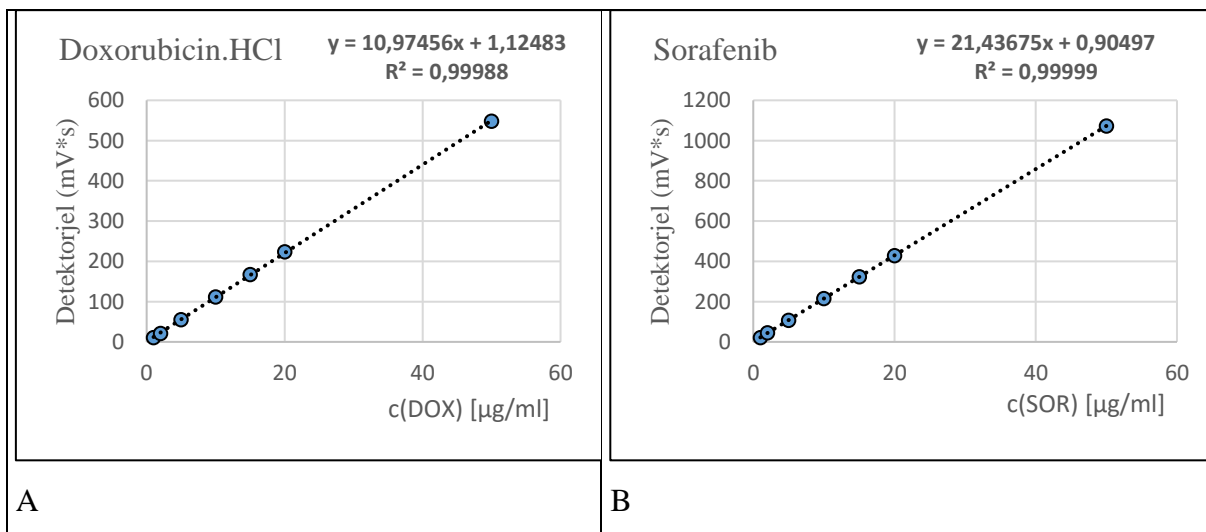 Doxorubicin.HCl
y = 10,97456x + 1,12483
R² = 0,99988
Detektorjel (mV*s)
600
500
400
300
200
100
0
0 20 40 60
c(DOX) [µg/ml]
A
Sorafenib
y = 21,43675x + 0,90497
R² = 0,99999
Detektorjel (mV*s)
1200
1000
800
600
400
200
0
0 20 40 60
c(SOR) [µg/ml]
B